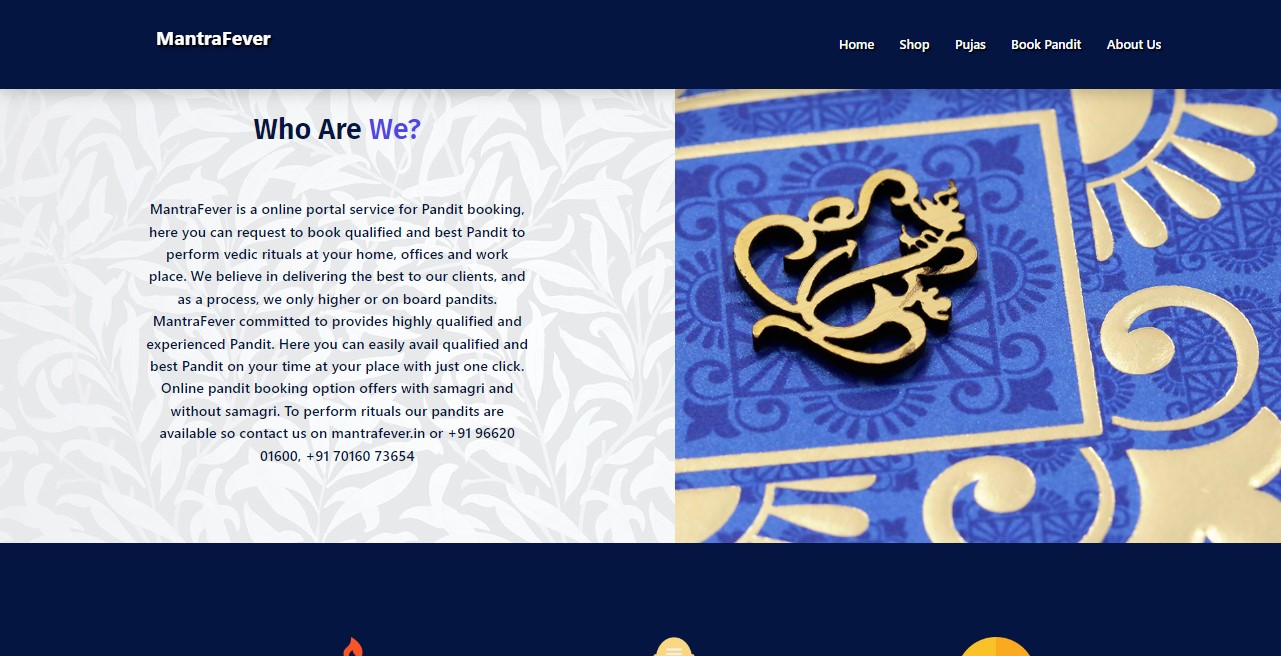 MantraFever
Home Shop Pujas Book Pandit About Us
Who Are We?
MantraFever is a online portal service for Pandit booking,
here you can request to book qualified and best Pandit to
perform vedic rituals at your home, offices and work
place. We believe in delivering the best to our clients, and
as a process, we only higher or on board pandits.
MantraFever committed to provides highly qualified and
experienced Pandit. Here you can easily avail qualified and
best Pandit on your time at your place with just one click.
Online pandit booking option offers with samagri and
without samagri. To perform rituals our pandits are
available so contact us on mantrafever.in or +91 96620
01600, +91 70160 73654